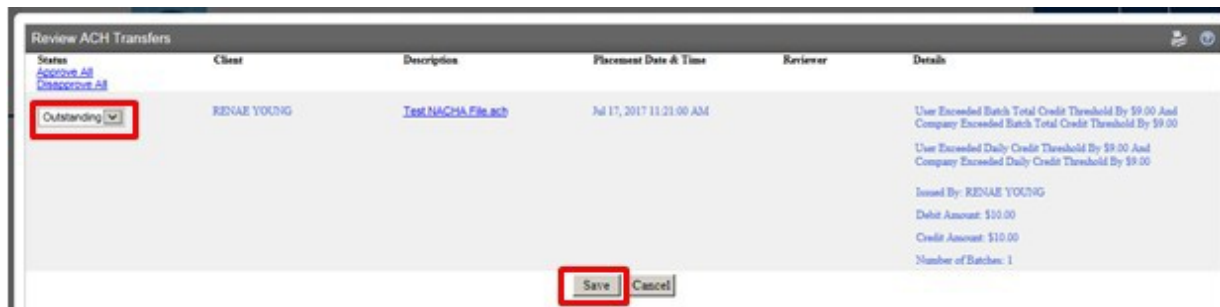 Review ACH Transfers
Status Client Description Placement Date & Time Reviewer Details
Approve All
Disapprove All
Outstanding RENAE YOUNG Test NACHA File.ach Jul 17, 2017 11:21:00 AM User Exceeded Batch Total Credit Threshold By $9.00 And
Company Exceeded Batch Total Credit Threshold By $9.00
User Exceeded Daily Credit Threshold By $9.00 And
Company Exceeded Daily Credit Threshold By $9.00
Issued By: RENAE YOUNG
Debit Amount: $10.00
Credit Amount: $10.00
Number of Batches: 1
Save Cancel